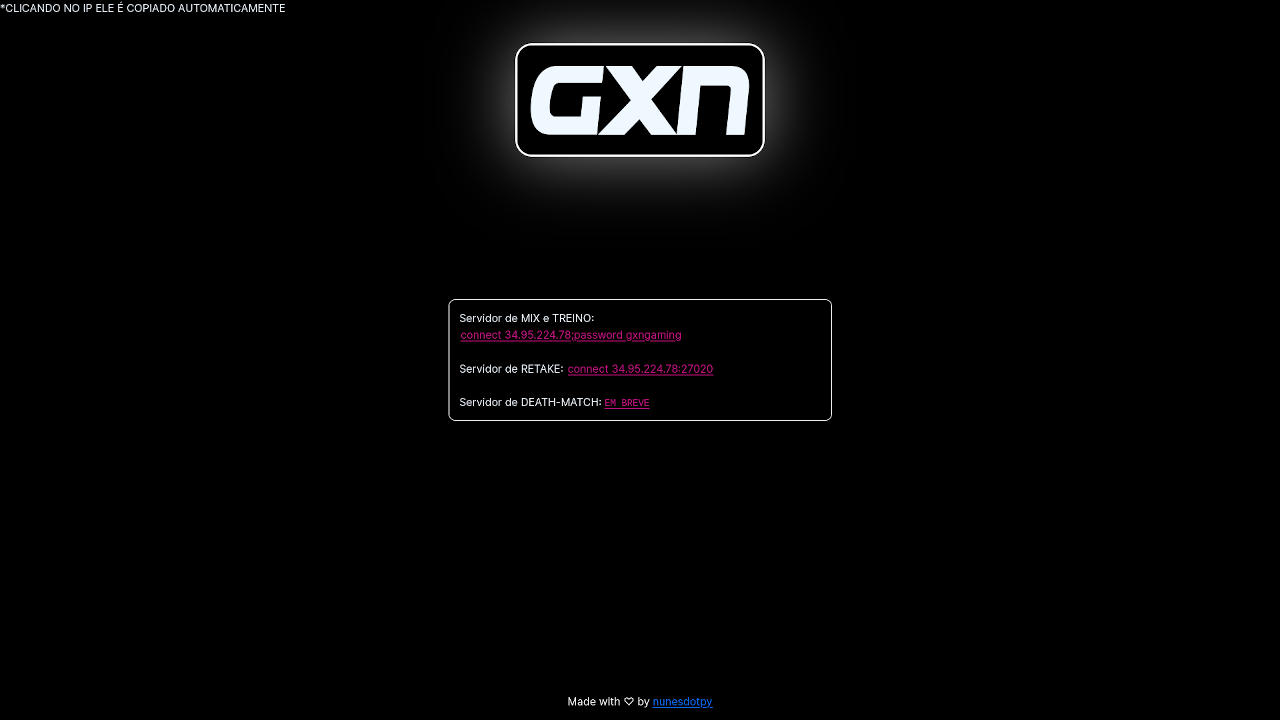 *CLICANDO NO IP ELE É COPIADO AUTOMATICAMENTE
GXN
Servidor de MIX e TREINO:
connect 34.95.224.78;password gxngaming
Servidor de RETAKE: connect 34.95.224.78:27020
Servidor de DEATH-MATCH: EM BREVE
Made with ♡ by nunesdotpy